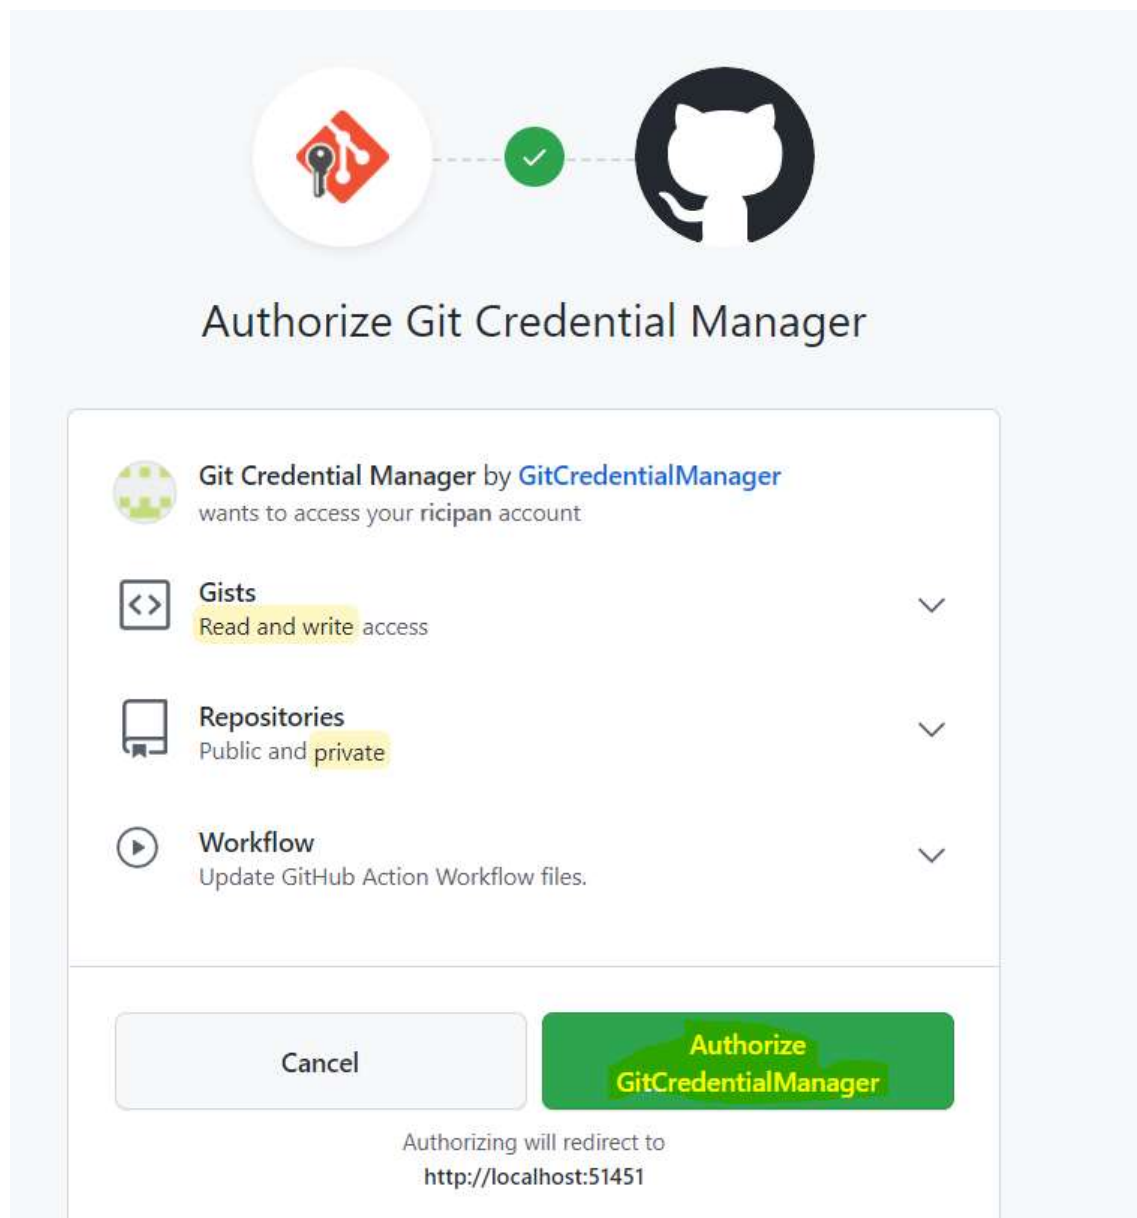 Authorize Git Credential Manager
Git Credential Manager by GitCredentialManager
wants to access your ricipan account
Gists
Read and write access
Repositories
Public and private
Workflow
Update GitHub Action Workflow files.
Cancel
Authorize
GitCredentialManager
Authorizing will redirect to
http://localhost:51451